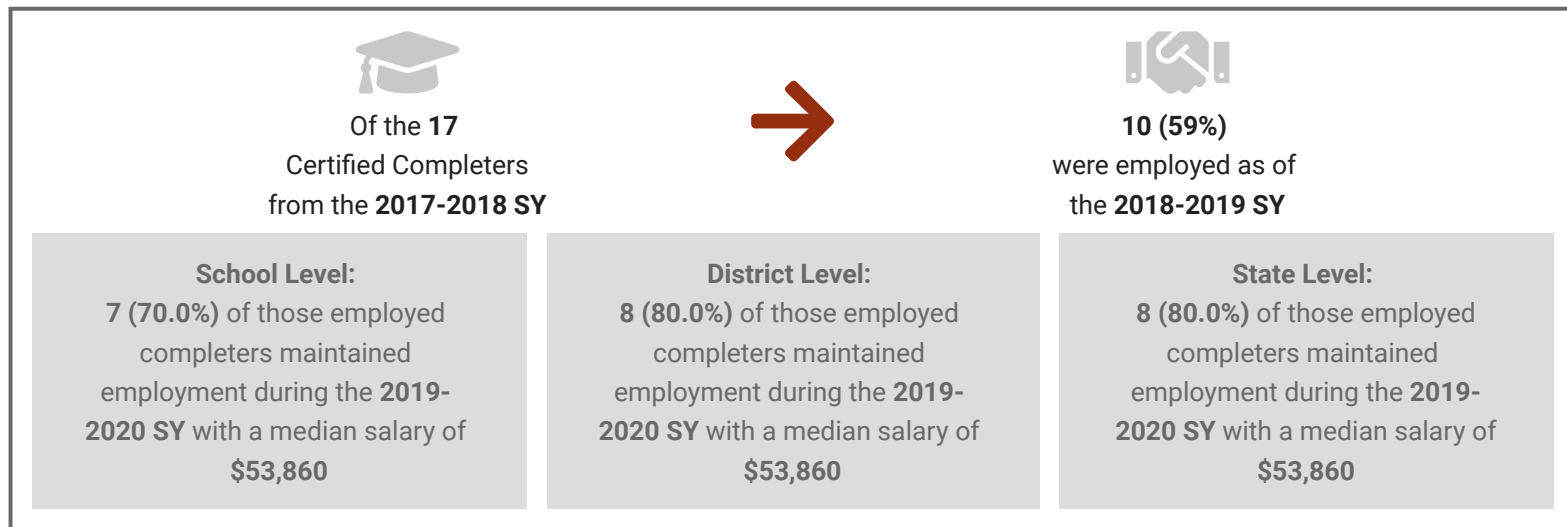 Of the 17
Certified Completers
from the 2017-2018 SY
10 (59%)
were employed as of
the 2018-2019 SY
School Level:
7 (70.0%) of those employed
completers maintained
employment during the 2019-
2020 SY with a median salary of
$53,860
District Level:
8 (80.0%) of those employed
completers maintained
employment during the 2019-
2020 SY with a median salary of
$53,860
State Level:
8 (80.0%) of those employed
completers maintained
employment during the 2019-
2020 SY with a median salary of
$53,860